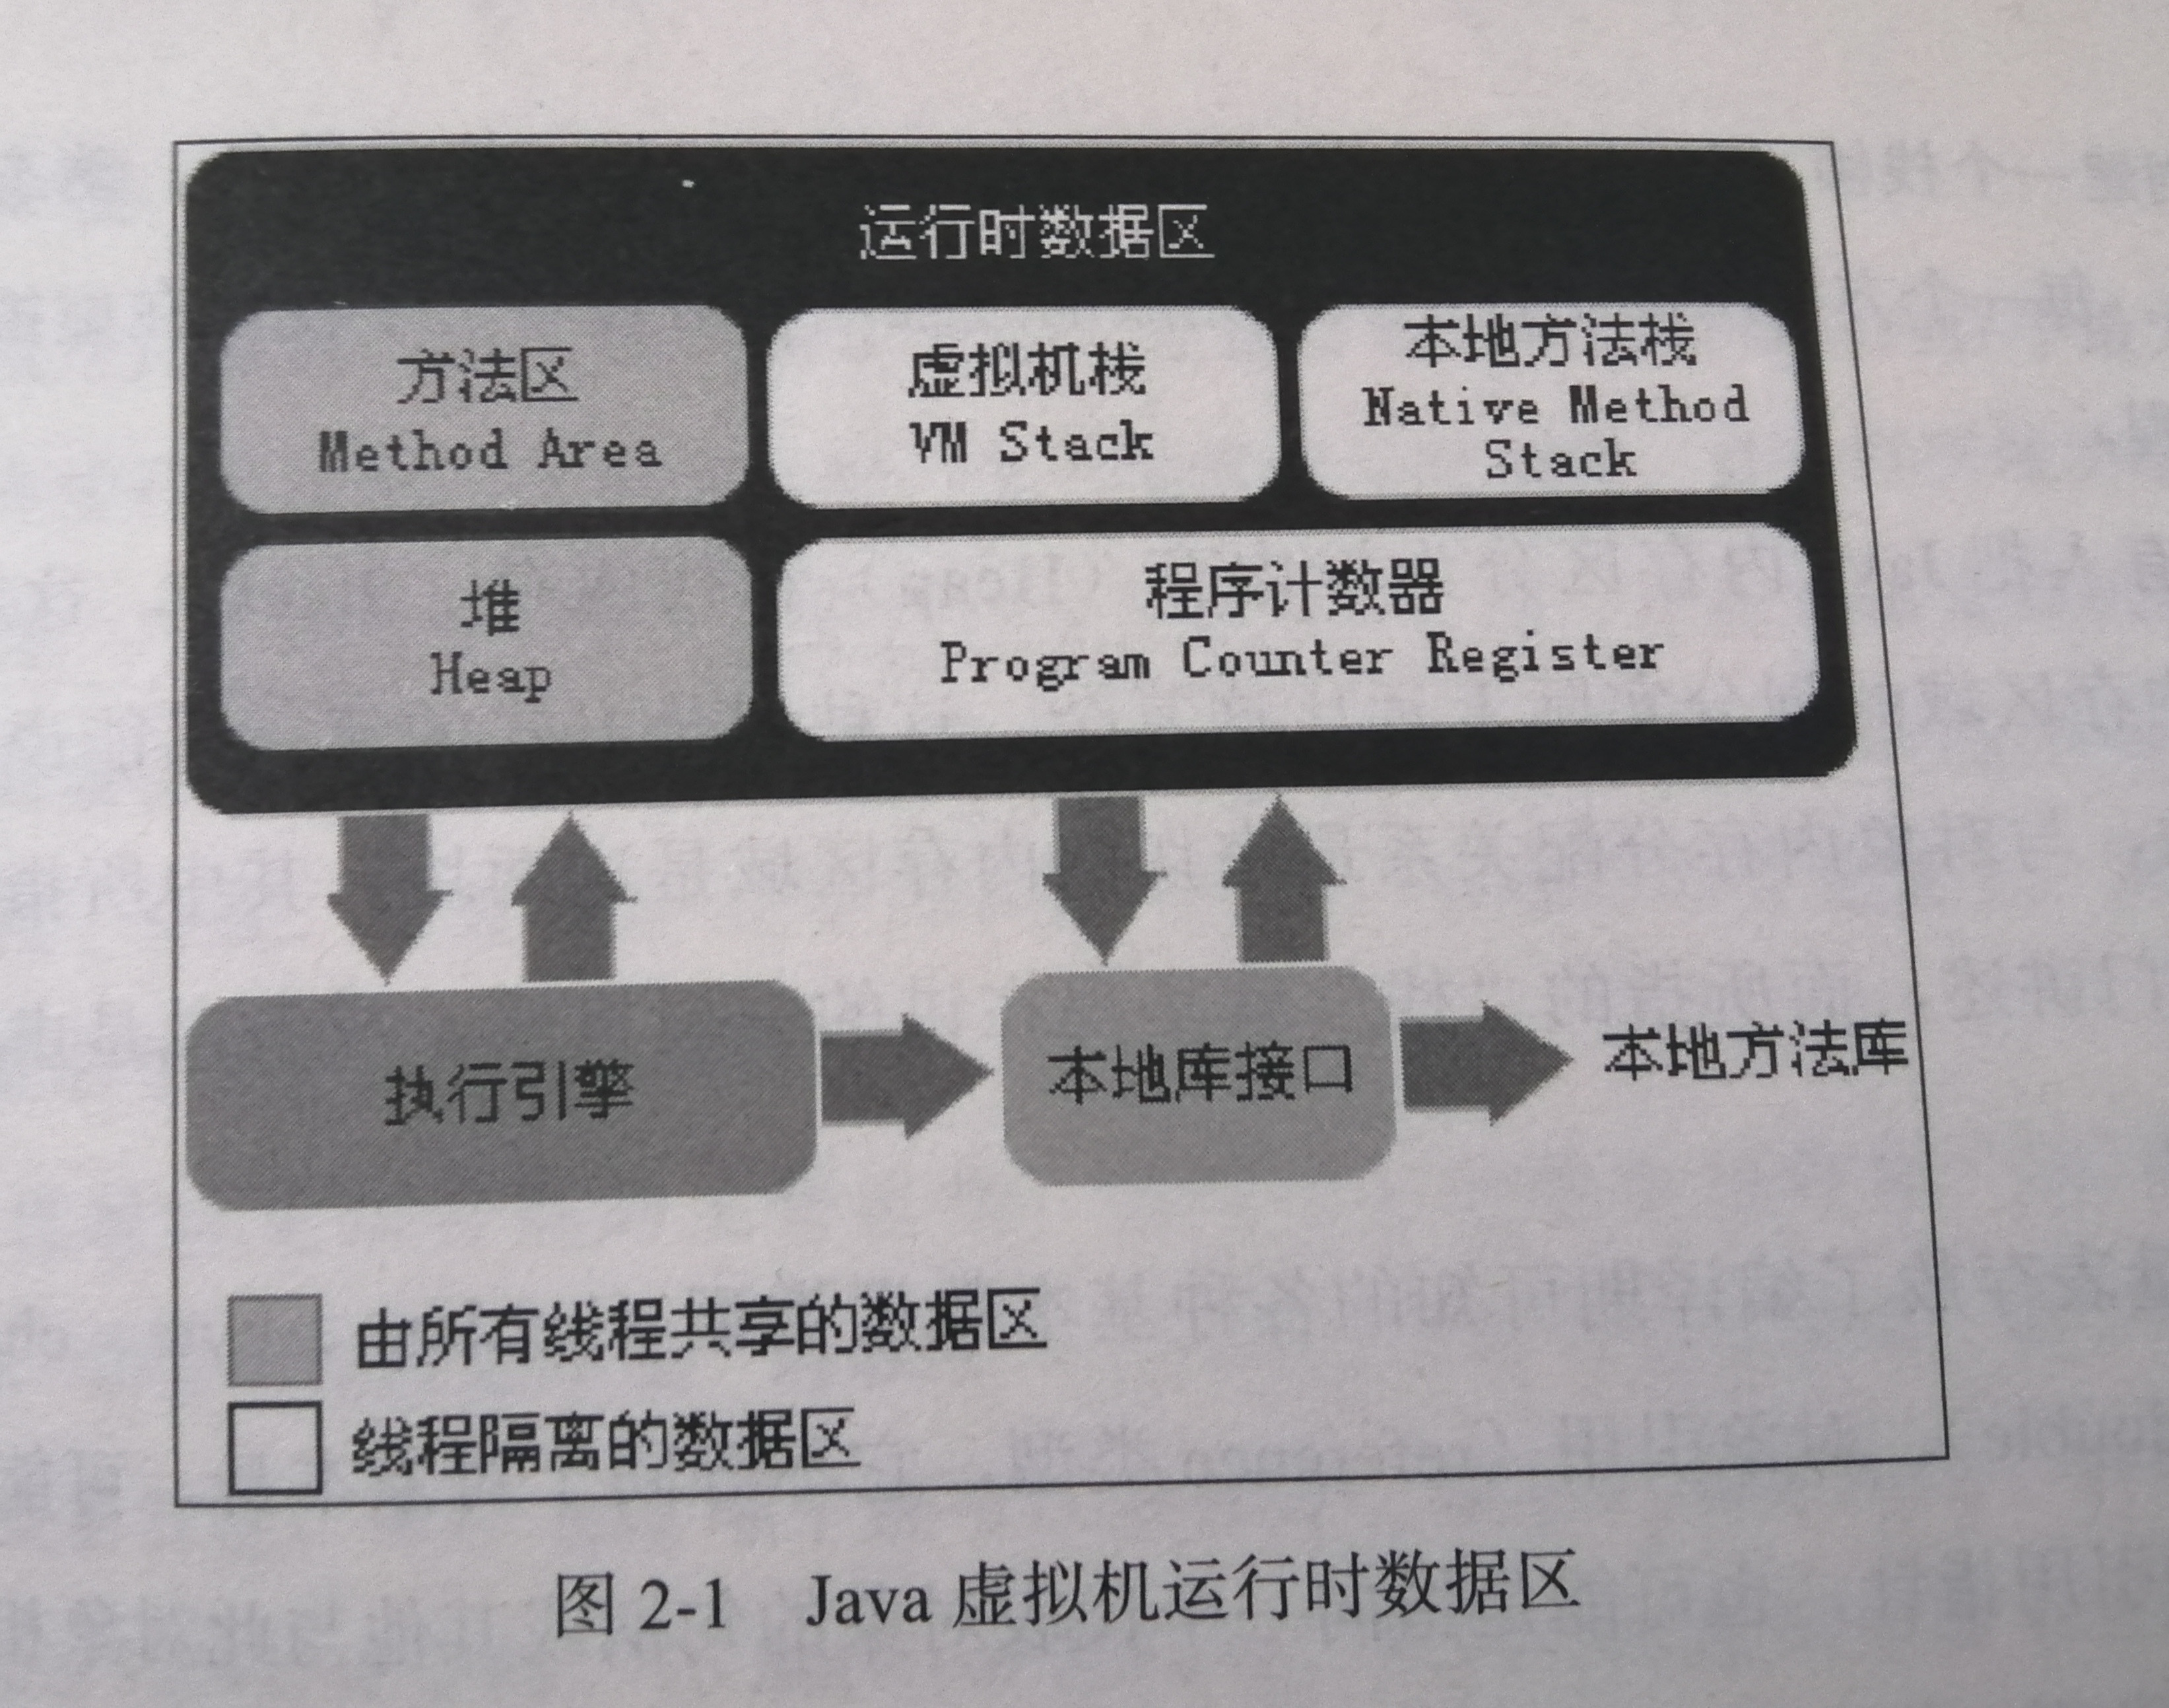 运行时数据区
方法区
Method Area
虚拟机栈
VM Stack
本地方法栈
Native Method
Stack
堆
Heap
程序计数器
Program Counter Register
执行引擎
本地库接口
本地方法库
由所有线程共享的数据区
线程隔离的数据区
图 2-1 Java 虚拟机运行时数据区